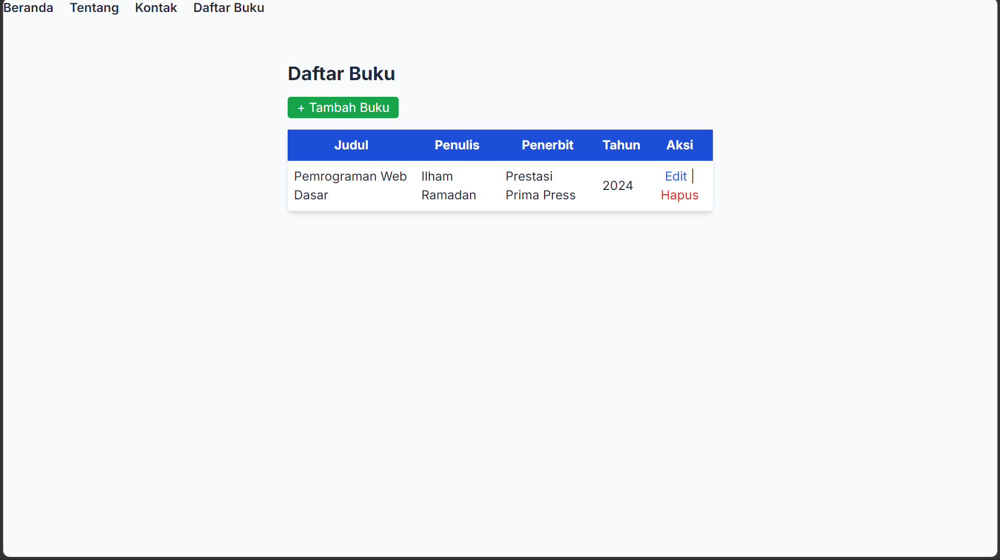 Beranda Tentang Kontak Daftar Buku
Daftar Buku
+ Tambah Buku
Judul Penulis Penerbit Tahun Aksi
Pemrograman Web Dasar Ilham Ramadan Prestasi Prima Press 2024 Edit | Hapus